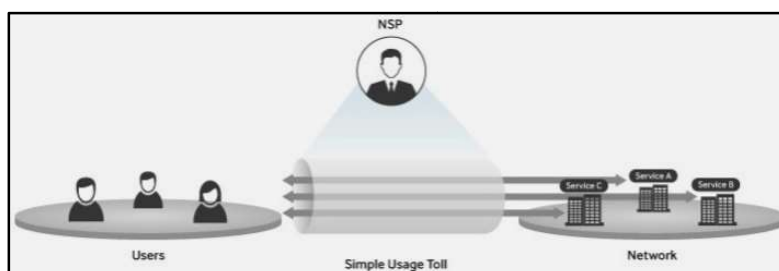 NSP
Service A
Service C
Service B
Users
Simple Usage Toll
Network